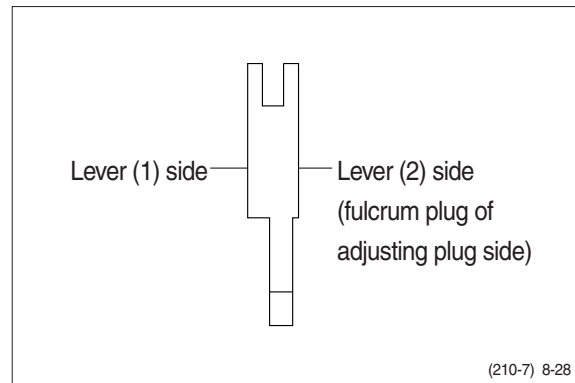 Lever (1) side
Lever (2) side
(fulcrum plug of
adjusting plug side)
(210-7) 8-28